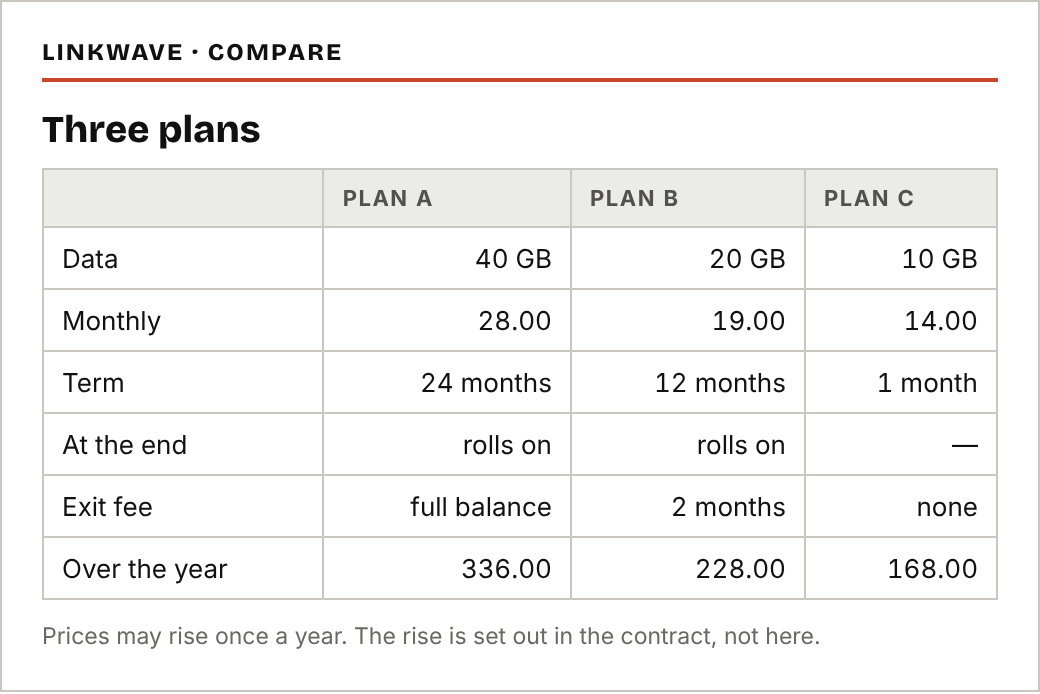 LINKWAVE · COMPARE
Three plans
PLAN A PLAN B PLAN C
Data 40 GB 20 GB 10 GB
Monthly 28.00 19.00 14.00
Term 24 months 12 months 1 month
At the end rolls on rolls on —
Exit fee full balance 2 months none
Over the year 336.00 228.00 168.00
Prices may rise once a year. The rise is set out in the contract, not here.